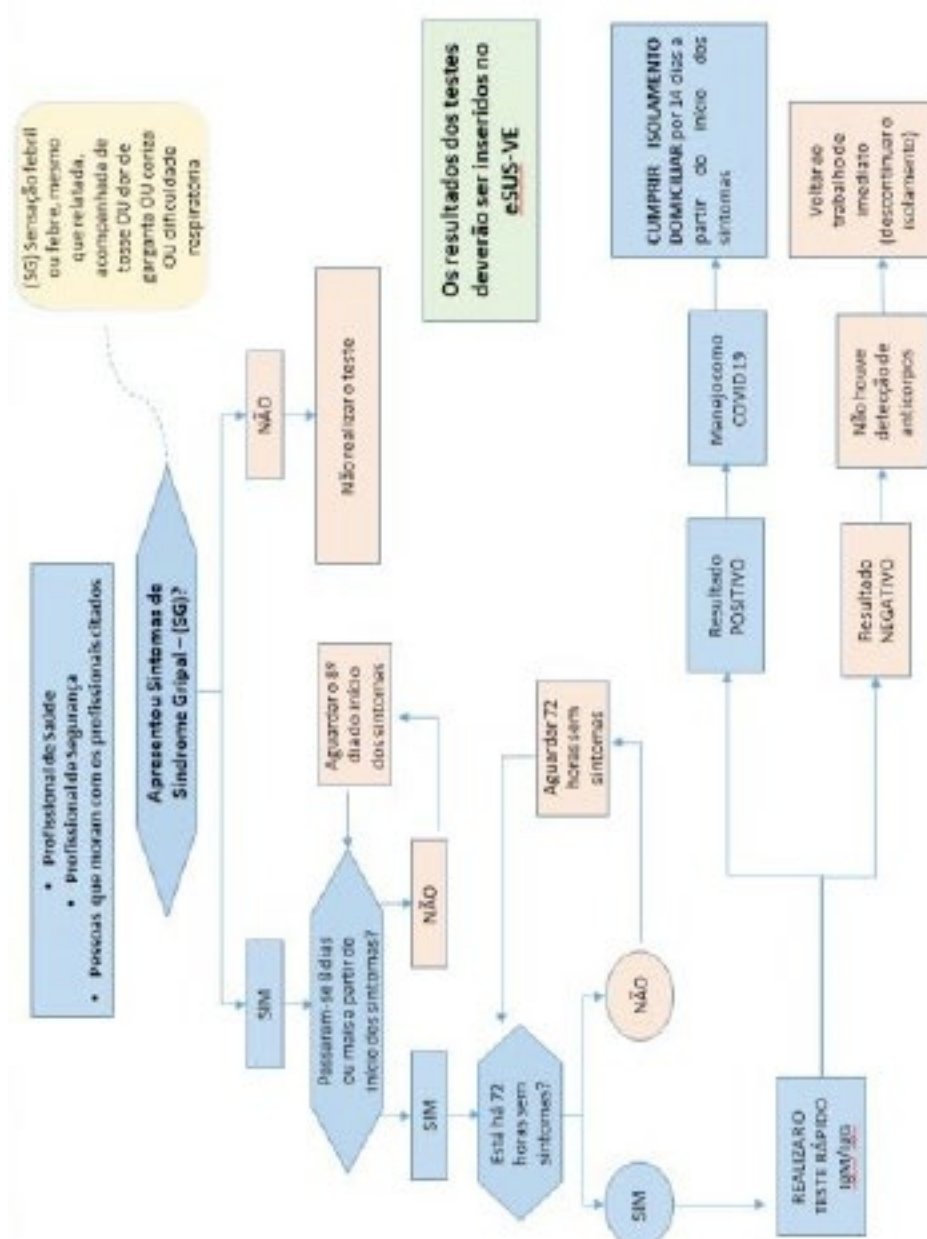 • Profissional de Saúde
• Profissional de Segurança
• Pessoas que moram com os profissionais citados
Apresentou Sintomas de
Síndrome Gripal – (SG)?
(SG) Sensação febril
ou febre, mesmo
que relatada,
acompanhada de
tosse OU dor de
garganta OU coriza
OU dificuldade
respiratória
SIM
NÃO
Não realizar o teste
Passaram-se 8 dias
ou mais a partir do
início dos sintomas?
Aguardar o 8º
dia do início
dos sintomas
SIM
NÃO
Está há 72
horas sem
sintomas?
Aguardar 72
horas sem
sintomas
SIM
NÃO
Os resultados dos testes
deverão ser inseridos no
eSUS-VE
REALIZAR O
TESTE RÁPIDO
IgM/IgG
Resultado
POSITIVO
Manejo como
COVID 19
CUMPRIR ISOLAMENTO
DOMICILIAR por 14 dias a
partir do início dos
sintomas
Resultado
NEGATIVO
Não houve
detecção de
anticorpos
Voltar ao
trabalho de
imediato
(descontinuar o
isolamento)